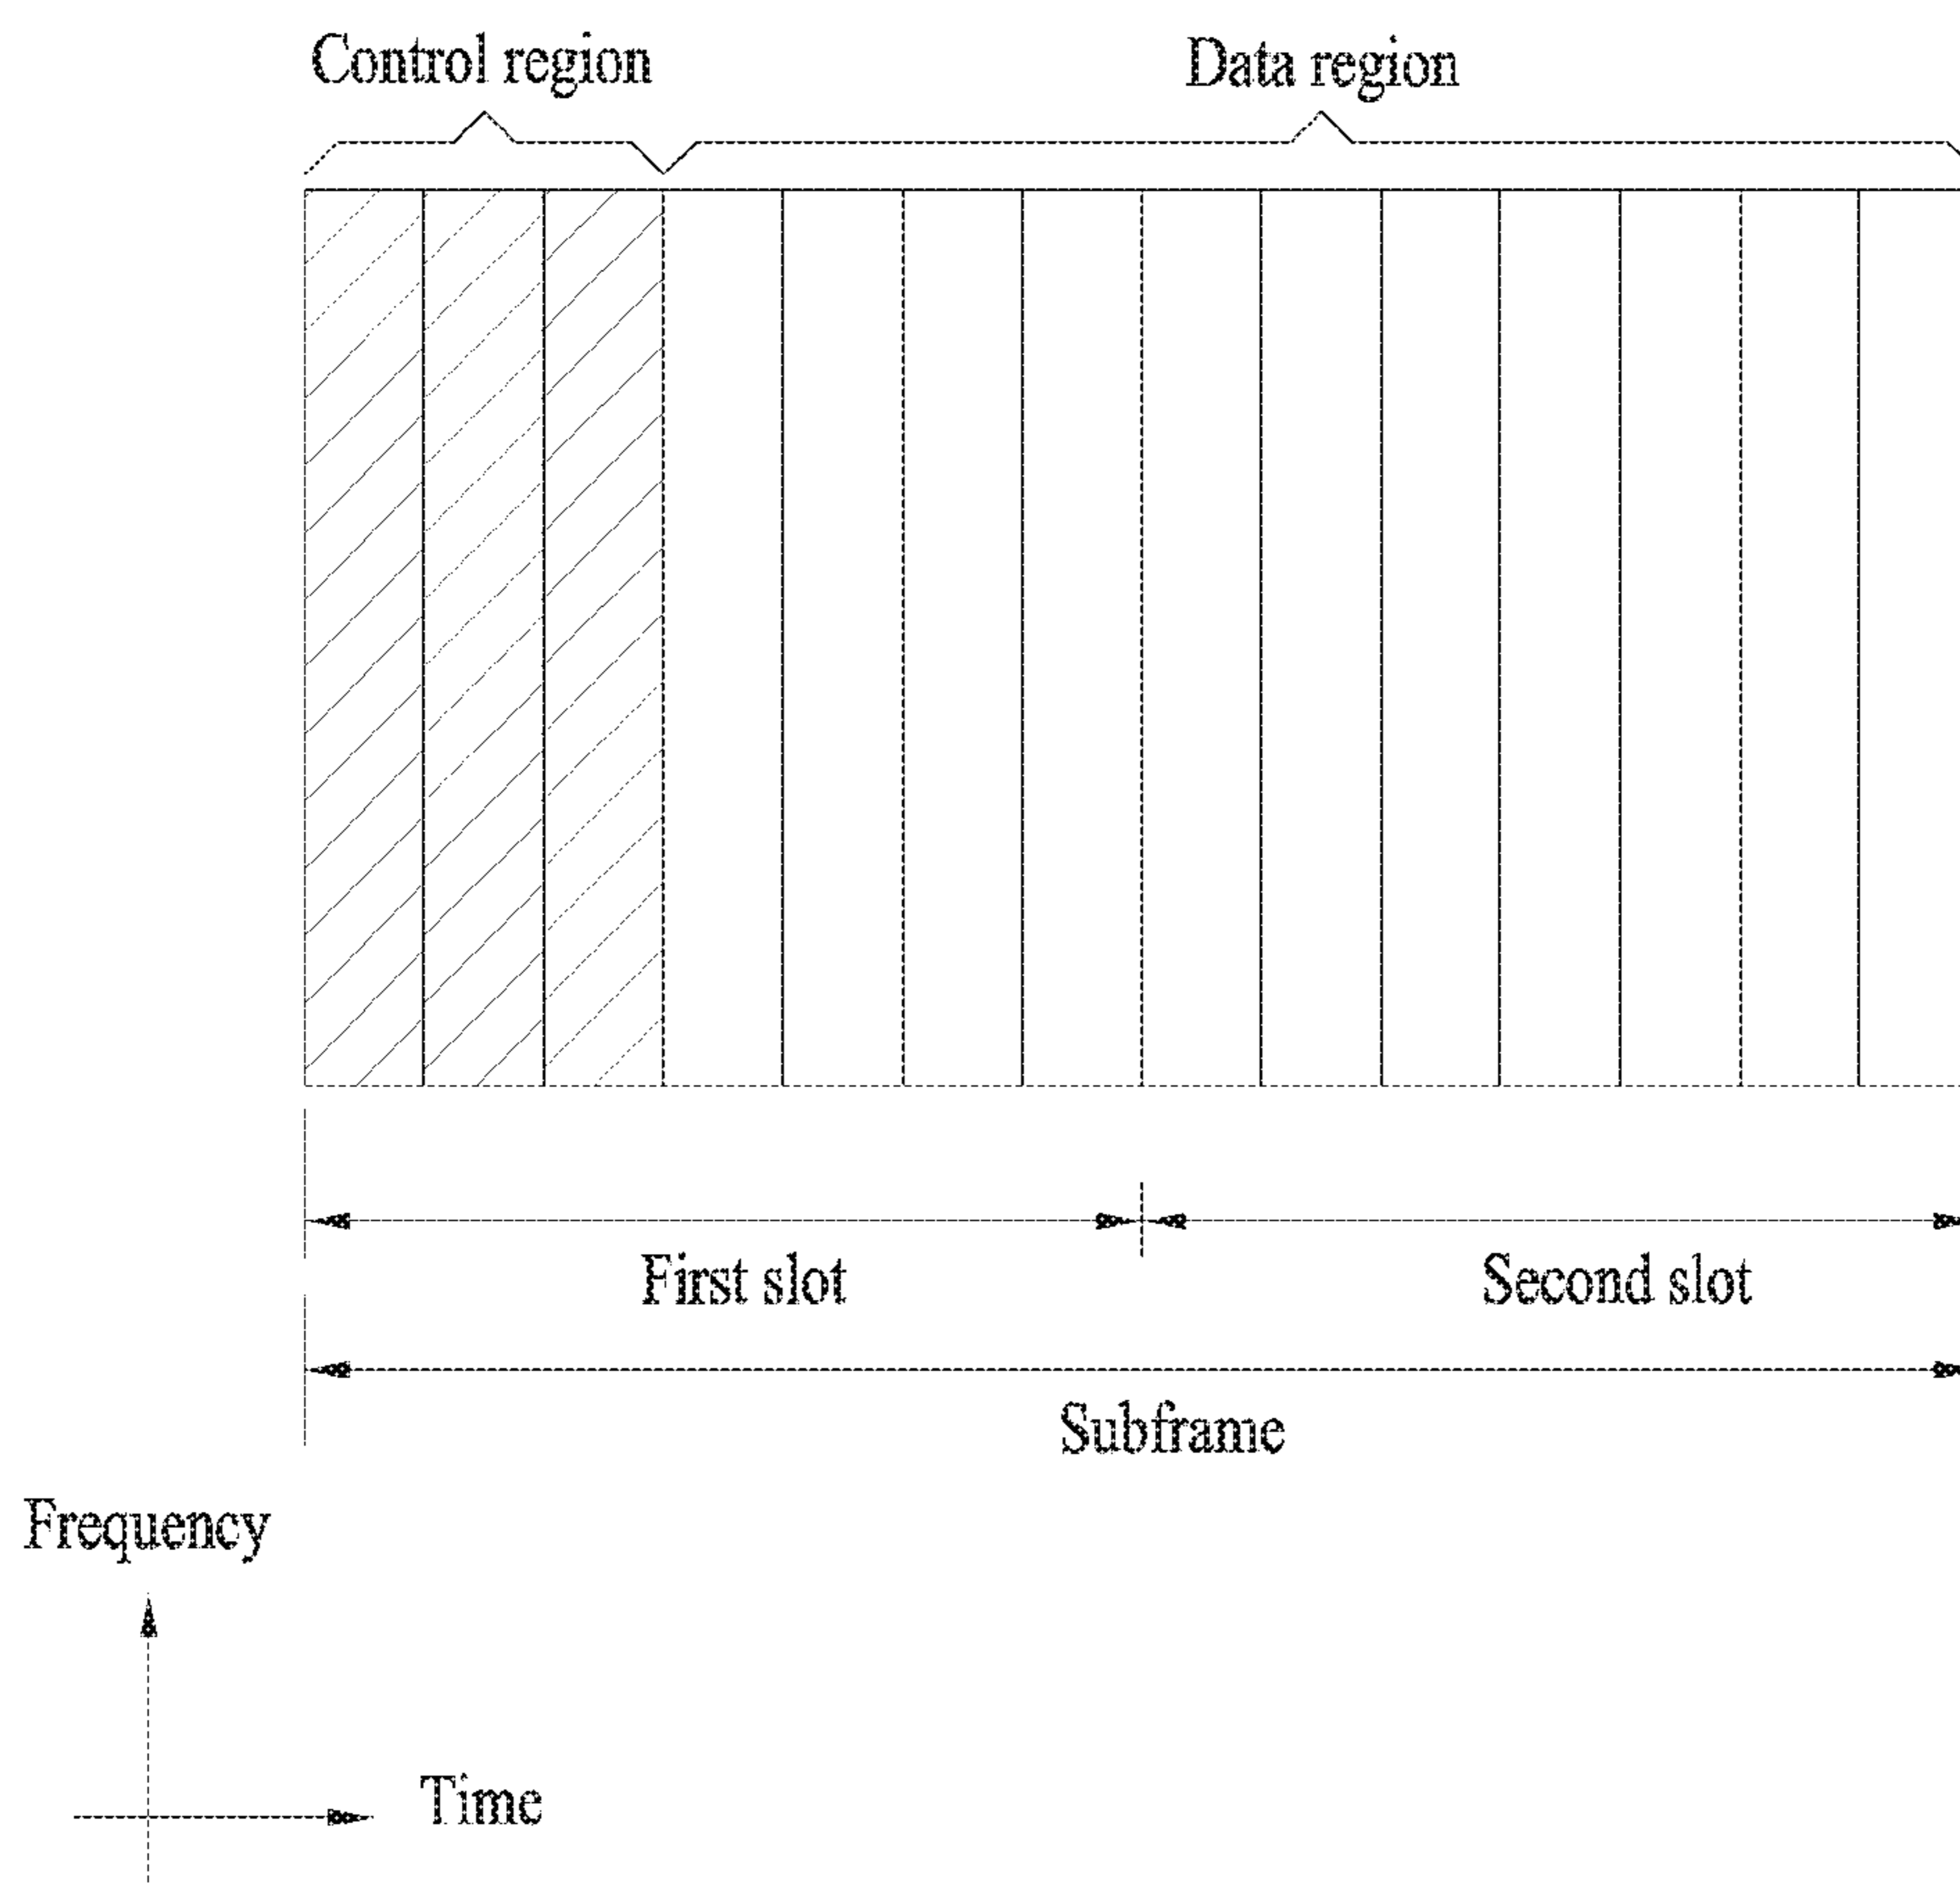 Control region
Data region
First slot
Second slot
Subframe
Frequency
Time